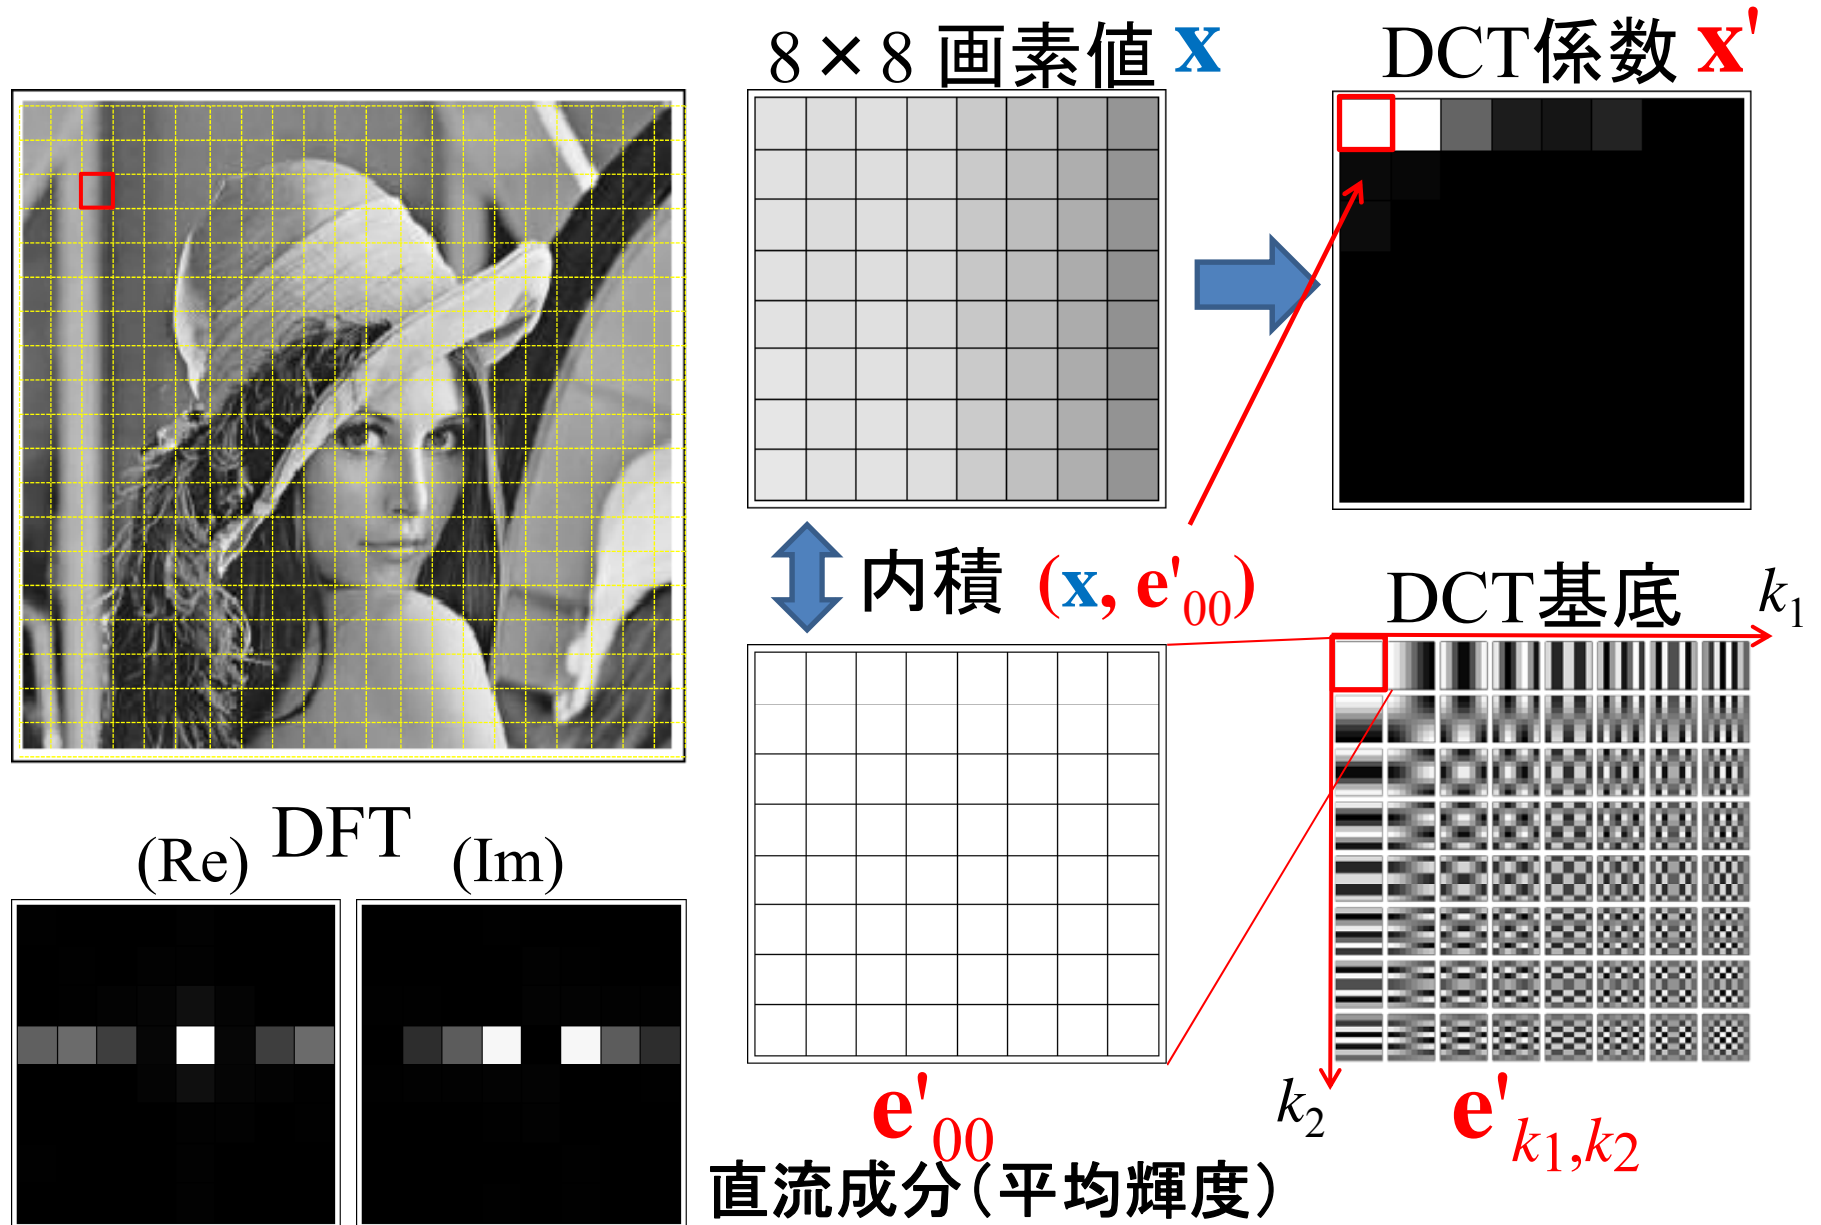 8×8 画素値 x
DCT係数 x'
内積 (x, e'00)
DCT基底
k1
DFT
(Re)
(Im)
k2
e'00
e'k1,k2
直流成分(平均輝度)